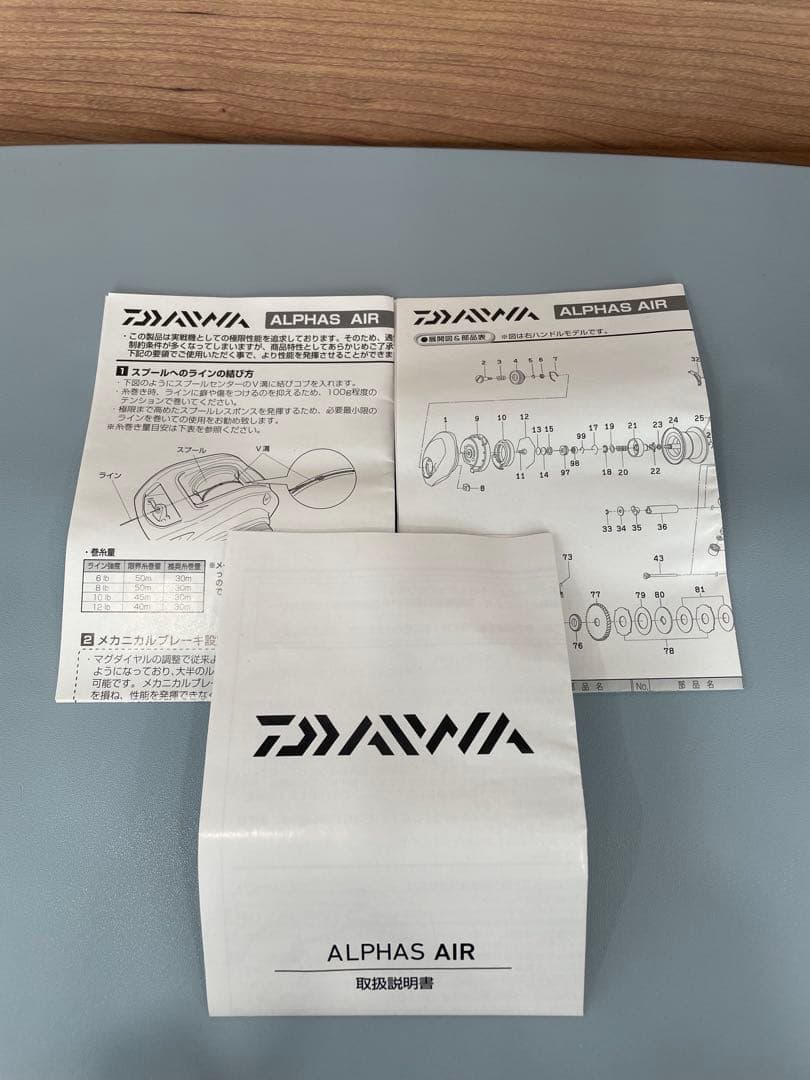 DAIWA ALPHAS AIR
・この製品は実戦機としての極限性能を追求しております。そのため、過
制約条件が多くなってしまいますが、商品特性としてあらかじめご了承
下記の要領でご使用いただく事で、より性能を発揮させることができま
1 スプールへのラインの結び方
・下図のようにスプールセンターのV溝に結びコブを入れます。
・糸巻き時、ラインに癖や傷をつけるのを抑えるため、100g程度の
テンションで巻いてください。
・極限まで高めたスプールレスポンスを発揮するため、必要最小限の
ラインを巻いての使用をお勧め致します。
※糸巻き量目安は下表を参照ください。
スプール V溝
ライン
・巻糸量
ライン強度 限界糸巻量 推奨糸巻量
6 lb 50m 30m
8 lb 50m 30m
10 lb 45m 30m
12 lb 40m 30m
2 メカニカルブレーキ設
・マグダイヤルの調整で従来よ
ようになっており、大半のル
可能です。メカニカルブレー
を損ね、性能を発揮できなく
DAIWA ALPHAS AIR
●展開図&部品表 ※図は右ハンドルモデルです。
2 3 4 5 6 7 32
1 9 10 12 13 15 99 17 19 21 23 24 25
8 11 14 97 98 18 20 22
33 34 35 36
73 43
77 79 80 81
76 78
部品名 No. 部品名
DAIWA
ALPHAS AIR
取扱説明書